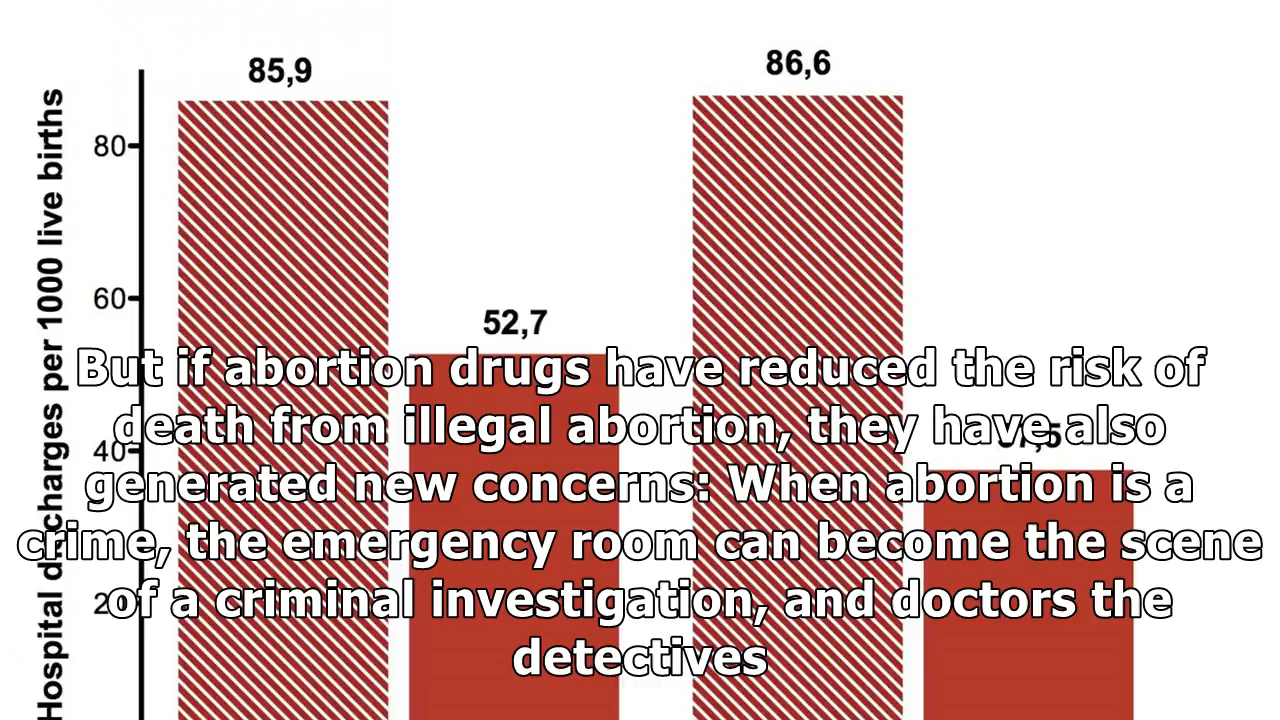 85,9
86,6
Hospital discharges per 1000 live births
80
60
52,7
But if abortion drugs have reduced the risk of
death from illegal abortion, they have also
40
generated new concerns: When abortion is a
crime, the emergency room can become the scene
of a criminal investigation, and doctors the
detectives